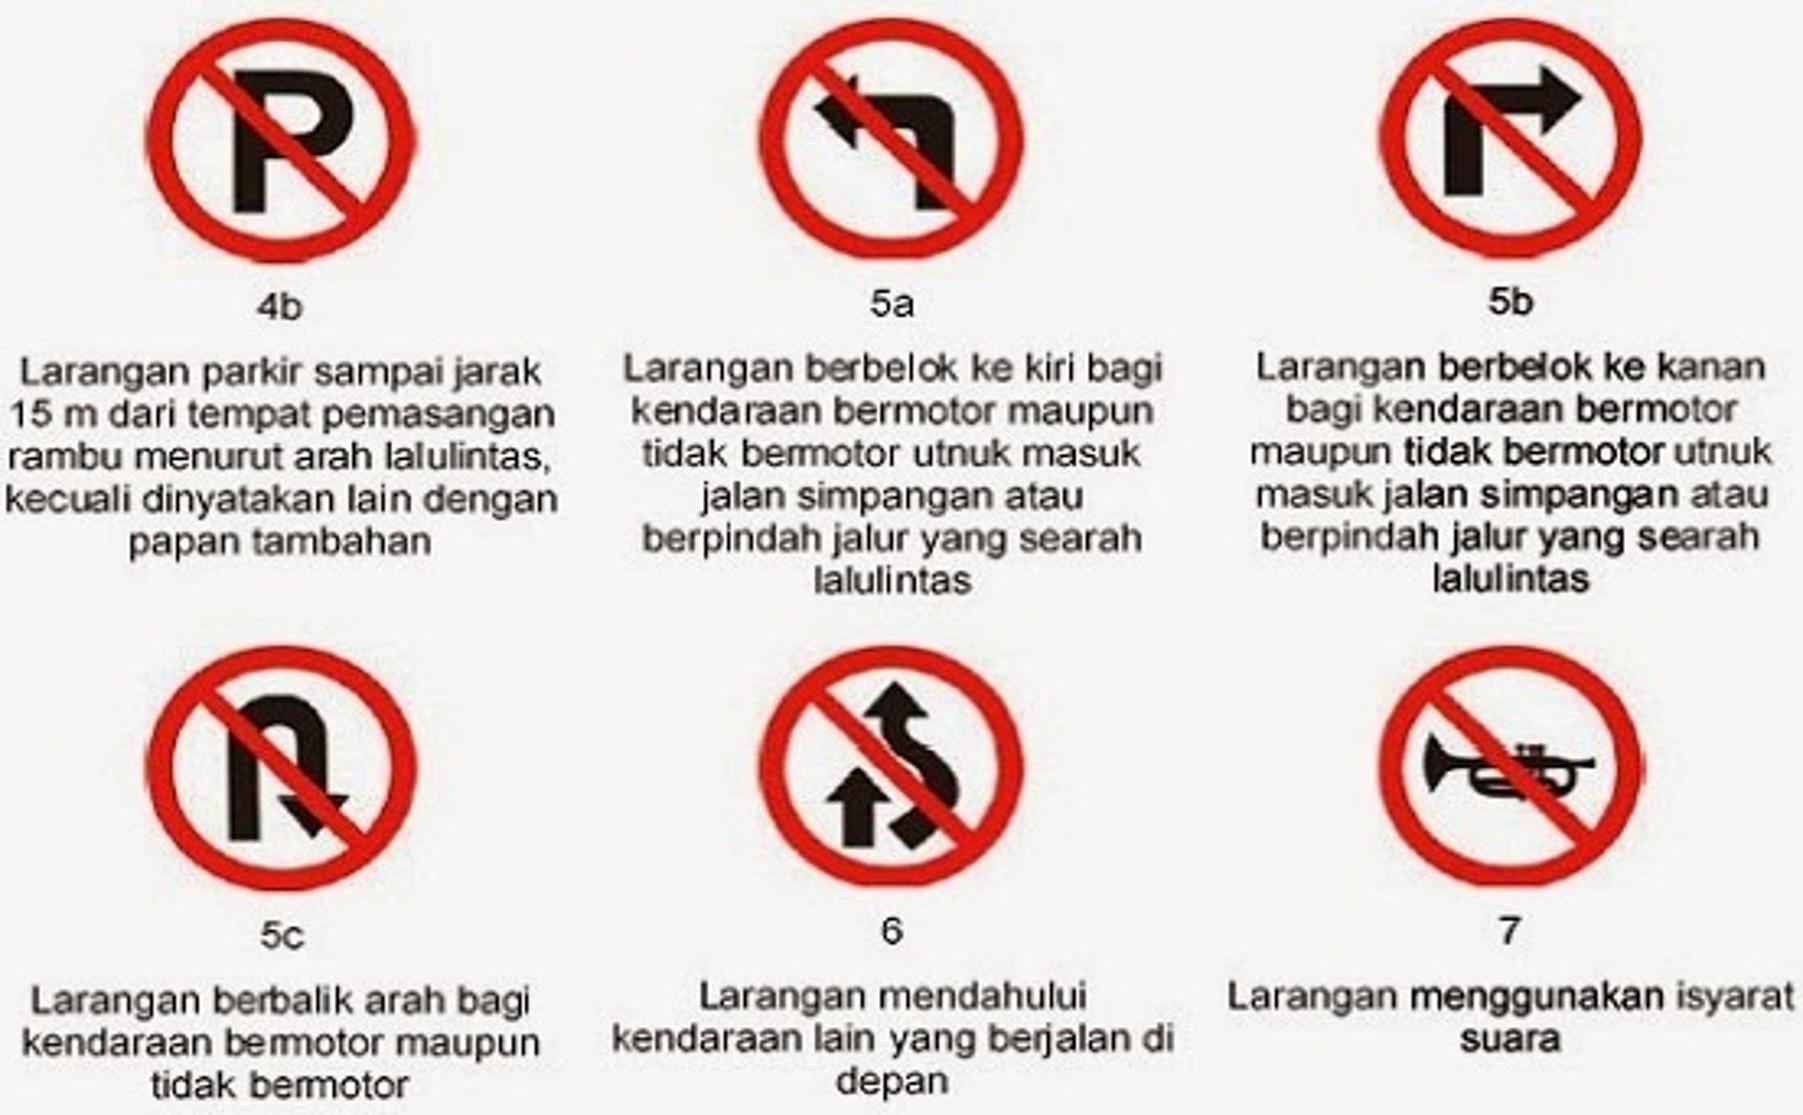 P
4b
Larangan parkir sampai jarak
15 m dari tempat pemasangan
rambu menurut arah lalulintas,
kecuali dinyatakan lain dengan
papan tambahan
5a
Larangan berbelok ke kiri bagi
kendaraan bermotor maupun
tidak bermotor utnuk masuk
jalan simpangan atau
berpindah jalur yang searah
lalulintas
5b
Larangan berbelok ke kanan
bagi kendaraan bermotor
maupun tidak bermotor utnuk
masuk jalan simpangan atau
berpindah jalur yang searah
lalulintas
5c
Larangan berbalik arah bagi
kendaraan bermotor maupun
tidak bermotor
6
Larangan mendahului
kendaraan lain yang berjalan di
depan
7
Larangan menggunakan isyarat
suara